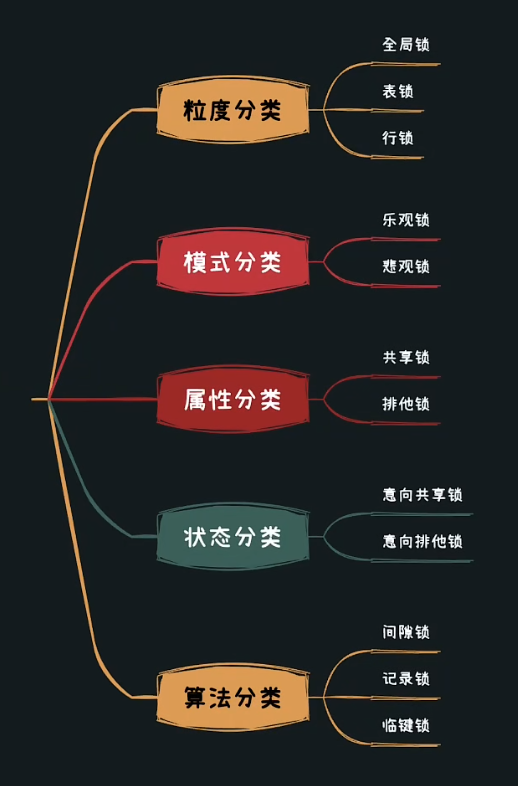 粒度分类
全局锁
表锁
行锁
模式分类
乐观锁
悲观锁
属性分类
共享锁
排他锁
状态分类
意向共享锁
意向排他锁
算法分类
间隙锁
记录锁
临键锁